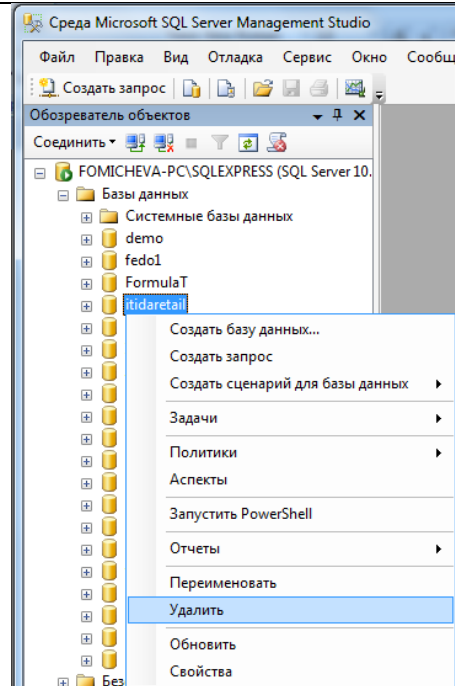 Среда Microsoft SQL Server Management Studio
Файл Правка Вид Отладка Сервис Окно Сообщ
Создать запрос
Обозреватель объектов
Соединить
FOMICHEVA-PC\SQLEXPRESS (SQL Server 10.
Базы данных
Системные базы данных
demo
fedo1
FormulaT
itidaretail
Создать базу данных...
Создать запрос
Создать сценарий для базы данных
Задачи
Политики
Аспекты
Запустить PowerShell
Отчеты
Переименовать
Удалить
Обновить
Свойства
Без